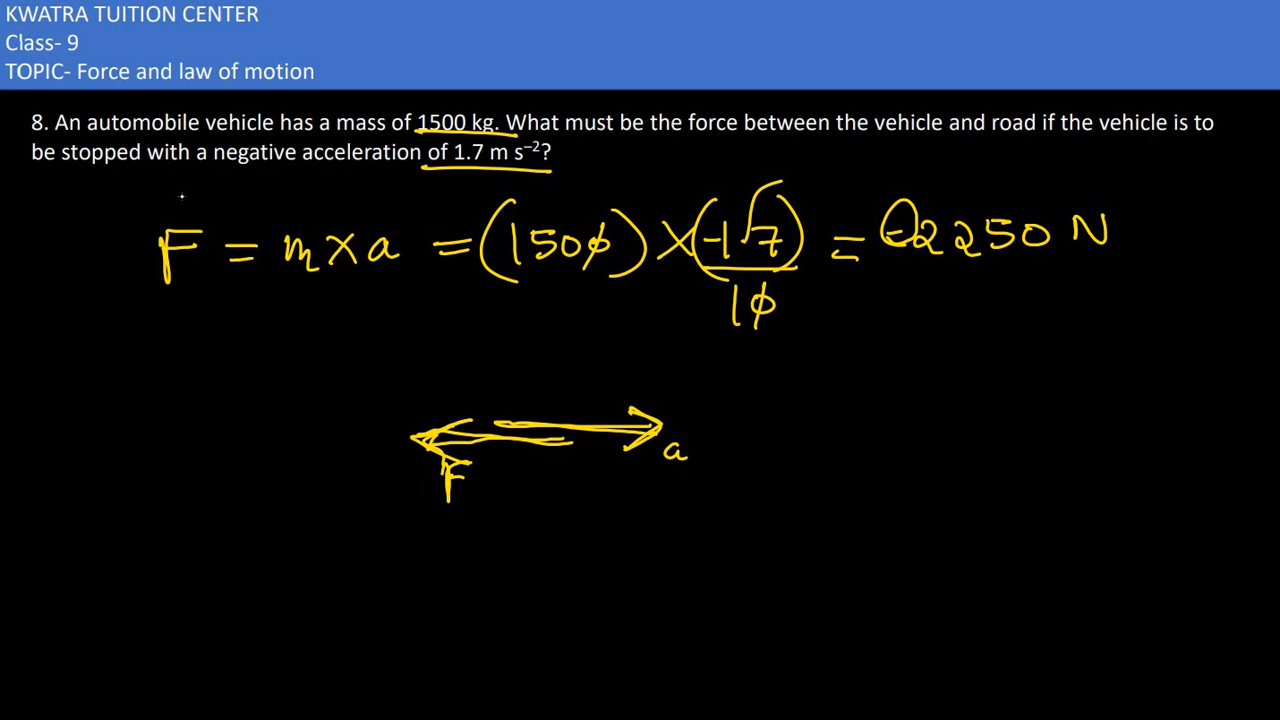 KWATRA TUITION CENTER
Class- 9
TOPIC- Force and law of motion
8. An automobile vehicle has a mass of 1500 kg. What must be the force between the vehicle and road if the vehicle is to
be stopped with a negative acceleration of 1.7 m s⁻²?
F = m x a = (1500) x (-17)/10 = -2250 N
a
F